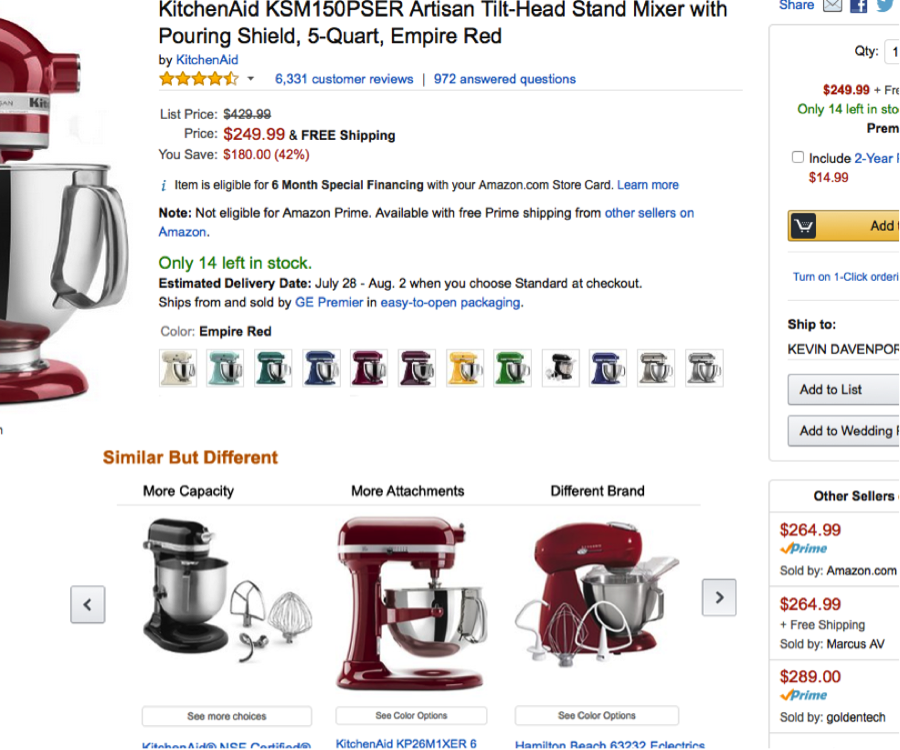 KitchenAid KSM150PSER Artisan Tilt-Head Stand Mixer with
Pouring Shield, 5-Quart, Empire Red
by KitchenAid
6,331 customer reviews | 972 answered questions
List Price: $429.99
Price: $249.99 & FREE Shipping
You Save: $180.00 (42%)
i Item is eligible for 6 Month Special Financing with your Amazon.com Store Card. Learn more
Note: Not eligible for Amazon Prime. Available with free Prime shipping from other sellers on
Amazon.
Only 14 left in stock.
Estimated Delivery Date: July 28 - Aug. 2 when you choose Standard at checkout.
Ships from and sold by GE Premier in easy-to-open packaging.
Color: Empire Red
Similar But Different
More Capacity
More Attachments
Different Brand
See more choices
See Color Options
See Color Options
KitchenAid® NSF Certified®
KitchenAid KP26M1XER 6
Hamilton Beach 63232 Eclectrics
Share
Qty: 1
$249.99 + Fre
Only 14 left in sto
Prem
Include 2-Year
$14.99
Add
Turn on 1-Click orderi
Ship to:
KEVIN DAVENPOR
Add to List
Add to Wedding
Other Sellers
$264.99
Prime
Sold by: Amazon.com
$264.99
+ Free Shipping
Sold by: Marcus AV
$289.00
Prime
Sold by: goldentech